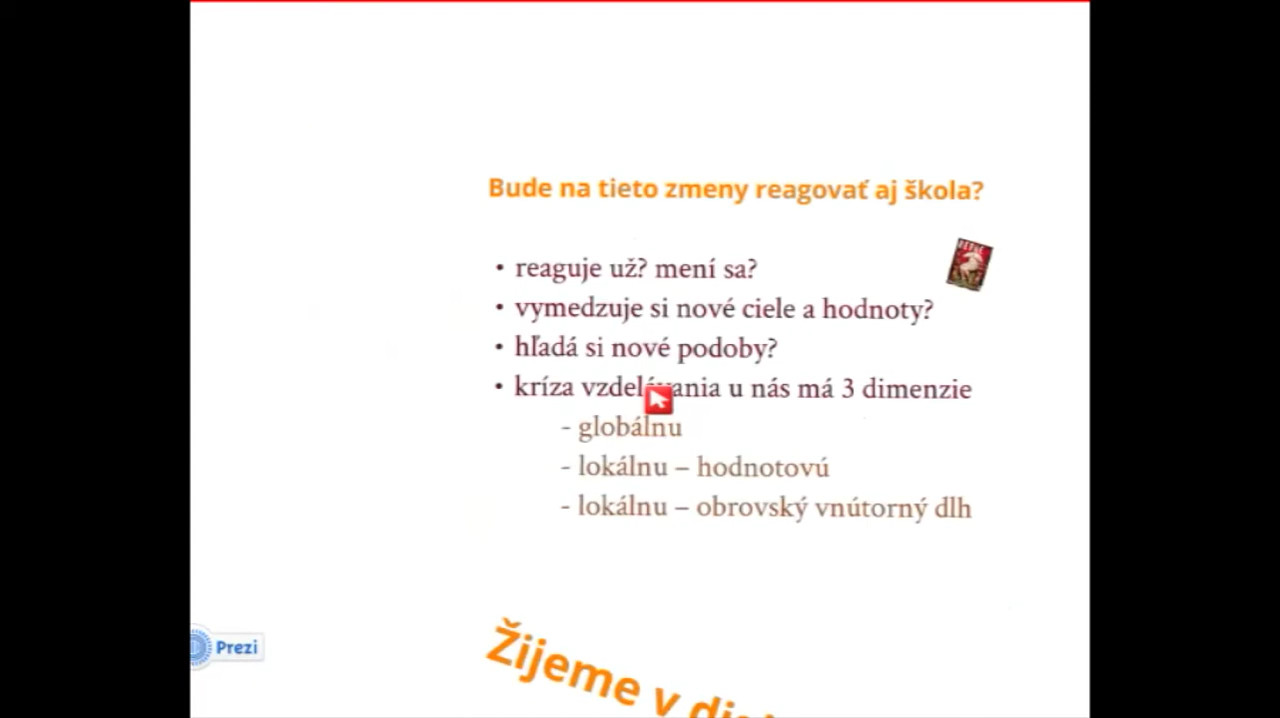 Bude na tieto zmeny reagovať aj škola?
• reaguje už? mení sa?
• vymedzuje si nové ciele a hodnoty?
• hľadá si nové podoby?
• kríza vzdelávania u nás má 3 dimenzie
- globálnu
- lokálnu – hodnotovú
- lokálnu – obrovský vnútorný dlh
Prezi
Žijeme v